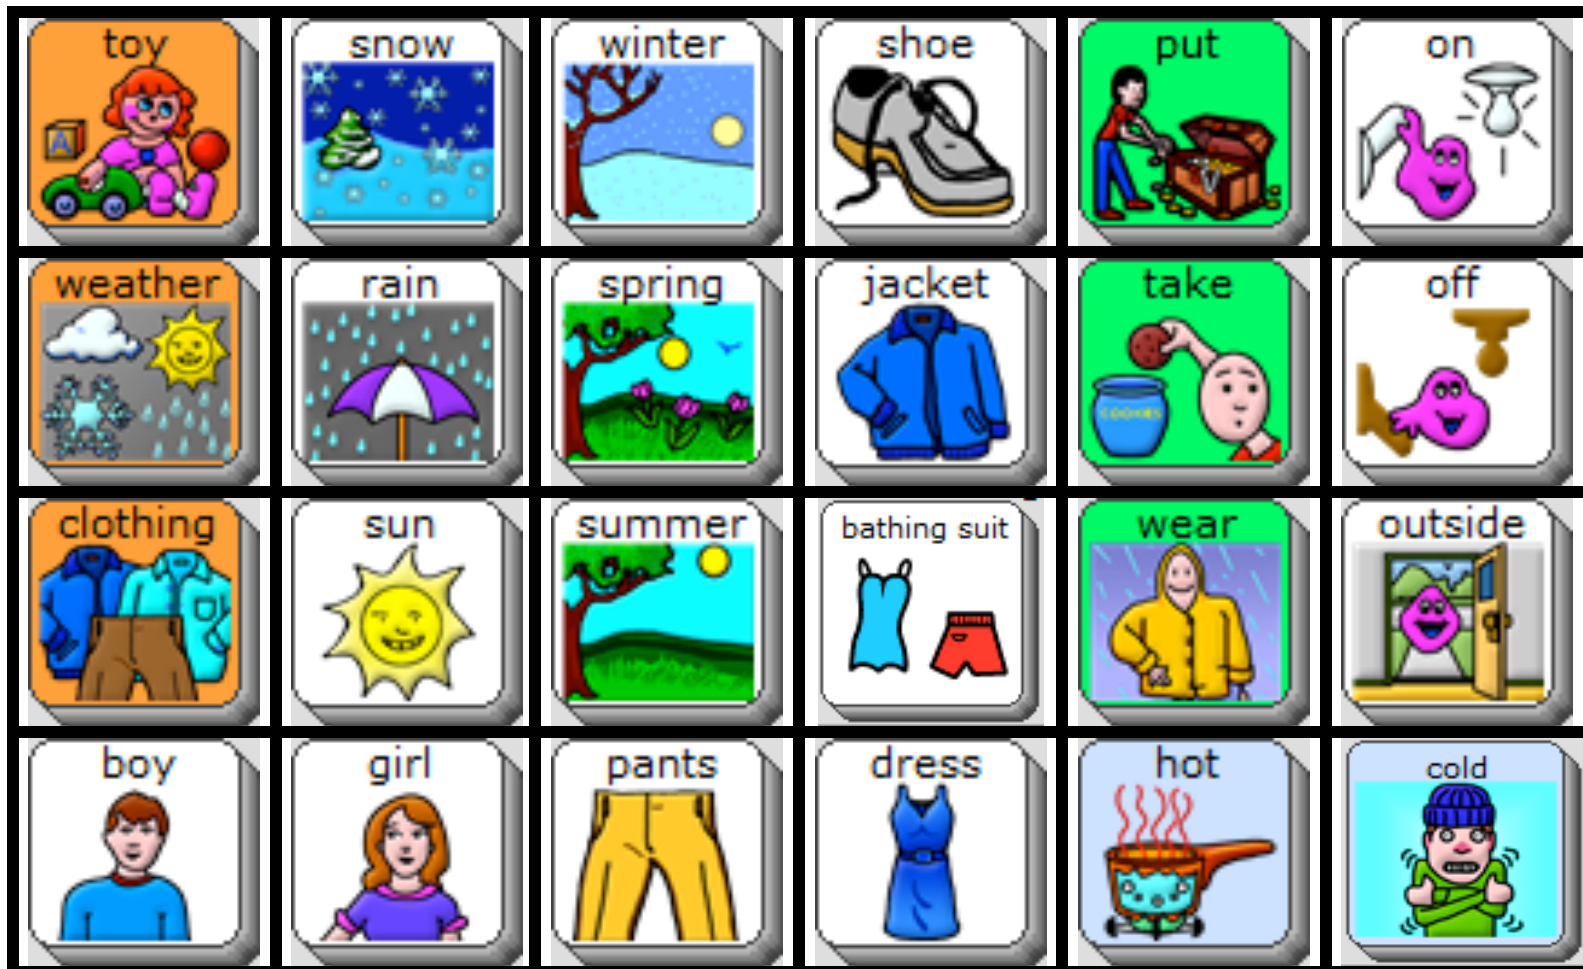 toy snow winter shoe put on
A
weather rain spring jacket take off
COOKIES
clothing sun summer bathing suit wear outside
boy girl pants dress hot cold